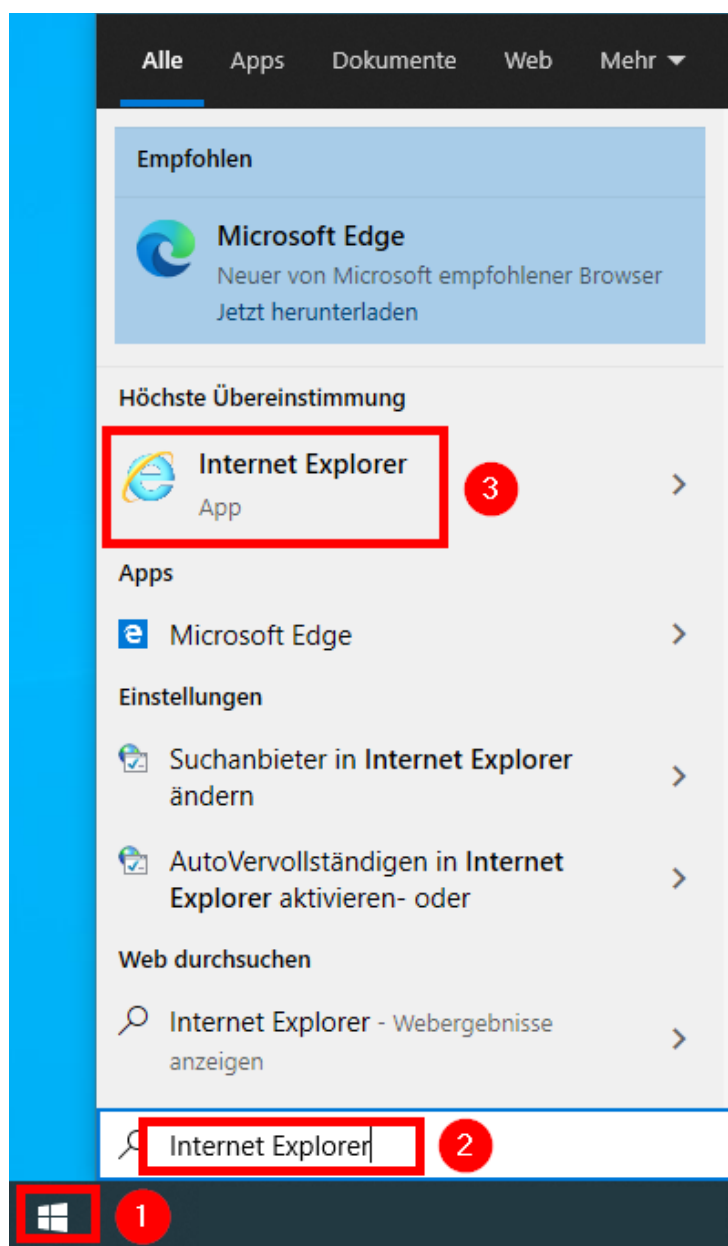 Alle Apps Dokumente Web Mehr
Empfohlen
Microsoft Edge
Neuer von Microsoft empfohlener Browser
Jetzt herunterladen
Höchste Übereinstimmung
Internet Explorer
App
3
Apps
Microsoft Edge
Einstellungen
Suchanbieter in Internet Explorer
ändern
AutoVervollständigen in Internet
Explorer aktivieren- oder
Web durchsuchen
Internet Explorer - Webergebnisse
anzeigen
Internet Explorer 2
1